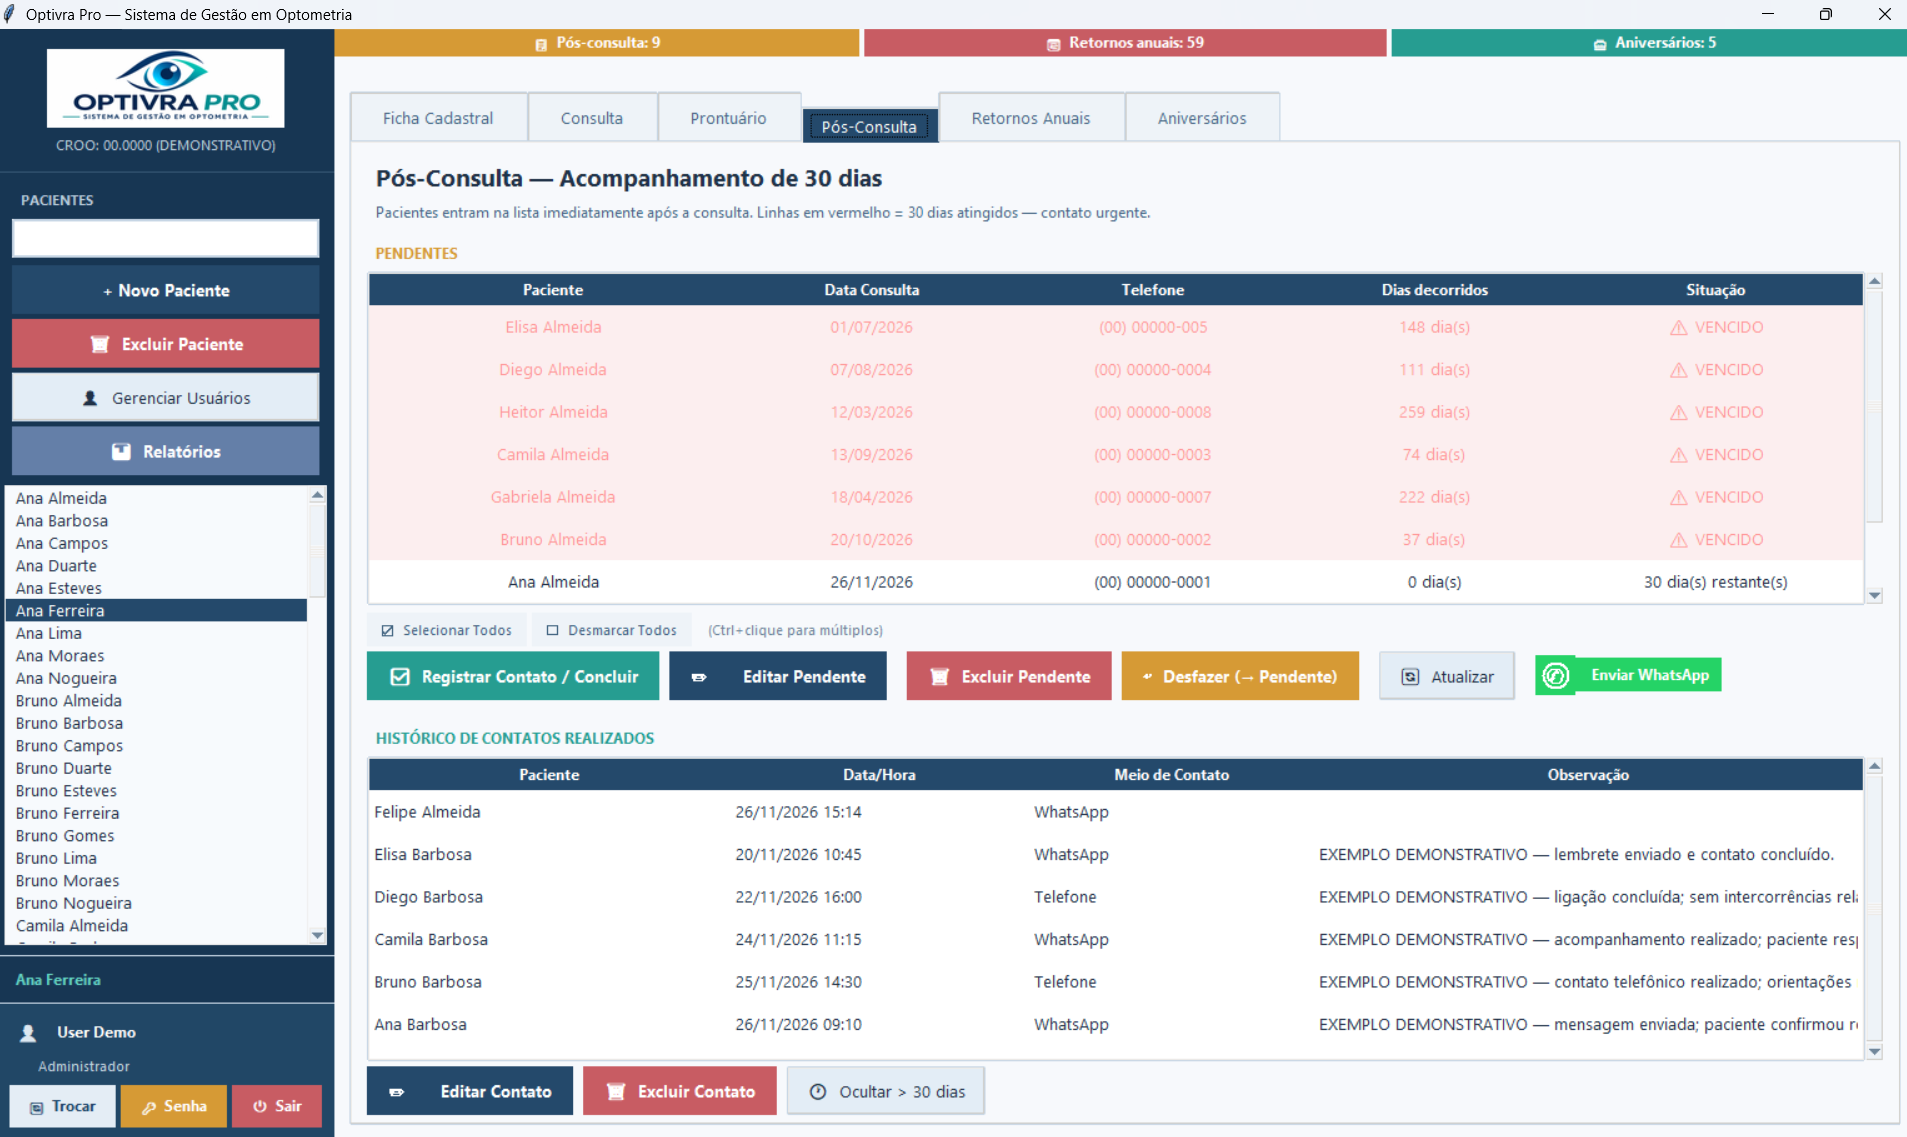 Optivra Pro — Sistema de Gestão em Optometria
OPTIVRA PRO
SISTEMA DE GESTÃO EM OPTOMETRIA
CROO: 00.0000 (DEMONSTRATIVO)
PACIENTES
+ Novo Paciente
Excluir Paciente
Gerenciar Usuários
Relatórios
Ana Almeida
Ana Barbosa
Ana Campos
Ana Duarte
Ana Esteves
Ana Ferreira
Ana Lima
Ana Moraes
Ana Nogueira
Bruno Almeida
Bruno Barbosa
Bruno Campos
Bruno Duarte
Bruno Esteves
Bruno Ferreira
Bruno Gomes
Bruno Lima
Bruno Moraes
Bruno Nogueira
Camila Almeida
Ana Ferreira
User Demo
Administrador
Trocar Senha Sair
Pós-consulta: 9 Retornos anuais: 59 Aniversários: 5
Ficha Cadastral Consulta Prontuário Pós-Consulta Retornos Anuais Aniversários
Pós-Consulta — Acompanhamento de 30 dias
Pacientes entram na lista imediatamente após a consulta. Linhas em vermelho = 30 dias atingidos — contato urgente.
PENDENTES
Paciente Data Consulta Telefone Dias decorridos Situação
Elisa Almeida 01/07/2026 (00) 00000-005 148 dia(s) ⚠ VENCIDO
Diego Almeida 07/08/2026 (00) 00000-0004 111 dia(s) ⚠ VENCIDO
Heitor Almeida 12/03/2026 (00) 00000-0008 259 dia(s) ⚠ VENCIDO
Camila Almeida 13/09/2026 (00) 00000-0003 74 dia(s) ⚠ VENCIDO
Gabriela Almeida 18/04/2026 (00) 00000-0007 222 dia(s) ⚠ VENCIDO
Bruno Almeida 20/10/2026 (00) 00000-0002 37 dia(s) ⚠ VENCIDO
Ana Almeida 26/11/2026 (00) 00000-0001 0 dia(s) 30 dia(s) restante(s)
☑ Selecionar Todos ☐ Desmarcar Todos (Ctrl+clique para múltiplos)
Registrar Contato / Concluir Editar Pendente Excluir Pendente Desfazer (→ Pendente) Atualizar Enviar WhatsApp
HISTÓRICO DE CONTATOS REALIZADOS
Paciente Data/Hora Meio de Contato Observação
Felipe Almeida 26/11/2026 15:14 WhatsApp
Elisa Barbosa 20/11/2026 10:45 WhatsApp EXEMPLO DEMONSTRATIVO — lembrete enviado e contato concluído.
Diego Barbosa 22/11/2026 16:00 Telefone EXEMPLO DEMONSTRATIVO — ligação concluída; sem intercorrências rel
Camila Barbosa 24/11/2026 11:15 WhatsApp EXEMPLO DEMONSTRATIVO — acompanhamento realizado; paciente res
Bruno Barbosa 25/11/2026 14:30 Telefone EXEMPLO DEMONSTRATIVO — contato telefônico realizado; orientações
Ana Barbosa 26/11/2026 09:10 WhatsApp EXEMPLO DEMONSTRATIVO — mensagem enviada; paciente confirmou
Editar Contato Excluir Contato Ocultar > 30 dias